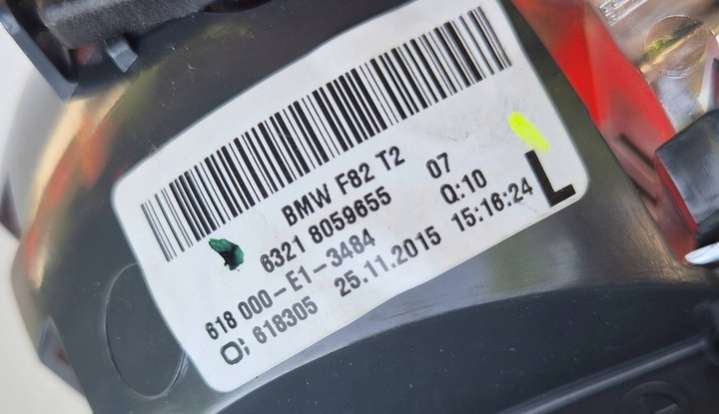 BMW F82 T2
6321 8059655 07
618 000-E1-3484 Q:10
O; 618305 25.11.2015 15:16:24 L